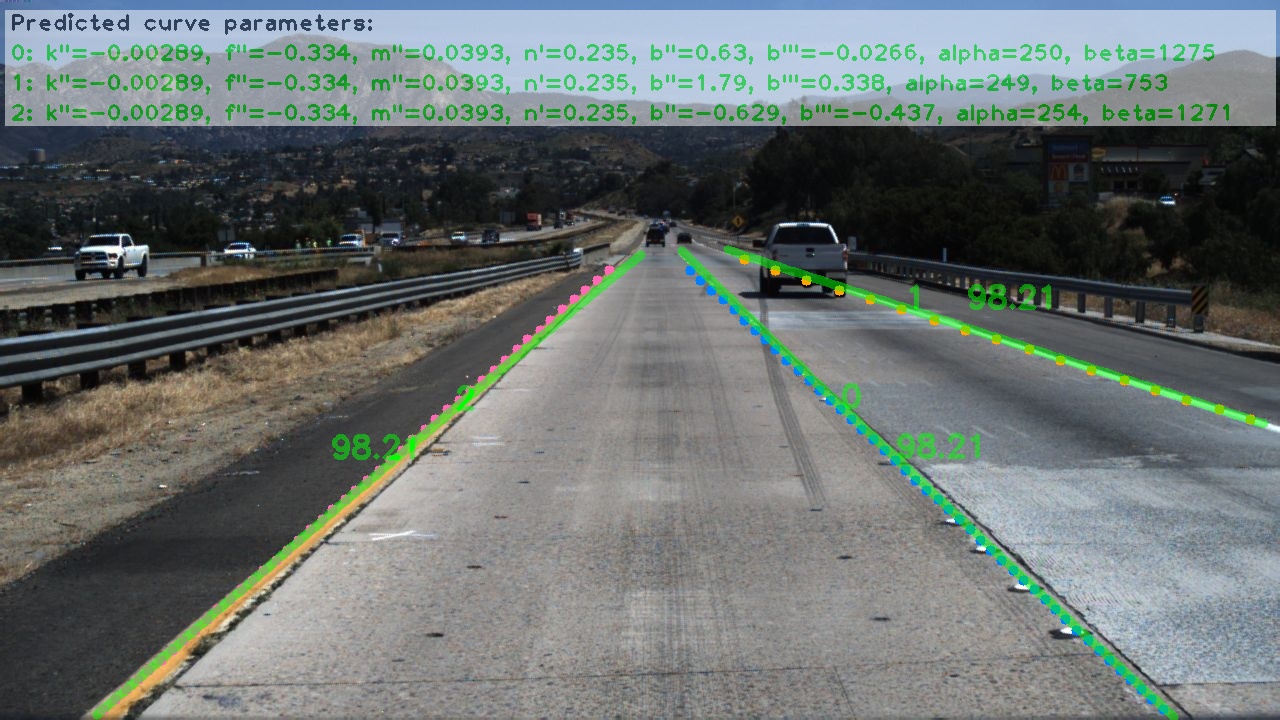 Predicted curve parameters:
0: k''=-0.00289, f''=-0.334, m''=0.0393, n'=0.235, b''=0.63, b'''=-0.0266, alpha=250, beta=1275
1: k''=-0.00289, f''=-0.334, m''=0.0393, n'=0.235, b''=1.79, b'''=0.338, alpha=249, beta=753
2: k''=-0.00289, f''=-0.334, m''=0.0393, n'=0.235, b''=-0.629, b'''=-0.437, alpha=254, beta=1271
1 98.21
2 0
98.21 98.21